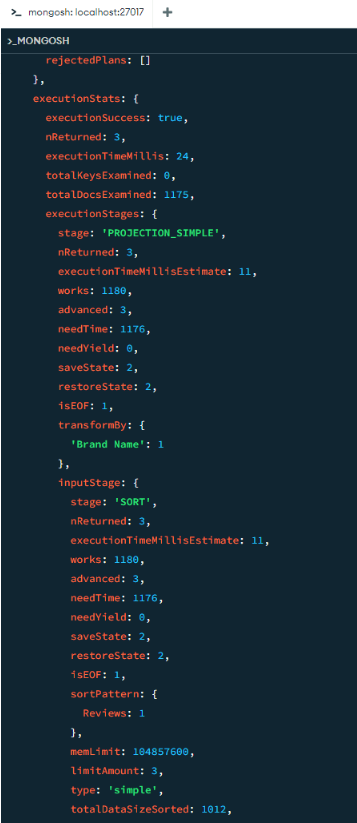 >_ mongosh: localhost:27017 +
>_MONGOSH
rejectedPlans: []
},
executionStats: {
executionSuccess: true,
nReturned: 3,
executionTimeMillis: 24,
totalKeysExamined: 0,
totalDocsExamined: 1175,
executionStages: {
stage: 'PROJECTION_SIMPLE',
nReturned: 3,
executionTimeMillisEstimate: 11,
works: 1180,
advanced: 3,
needTime: 1176,
needYield: 0,
saveState: 2,
restoreState: 2,
isEOF: 1,
transformBy: {
'Brand Name': 1
},
inputStage: {
stage: 'SORT',
nReturned: 3,
executionTimeMillisEstimate: 11,
works: 1180,
advanced: 3,
needTime: 1176,
needYield: 0,
saveState: 2,
restoreState: 2,
isEOF: 1,
sortPattern: {
Reviews: 1
},
memLimit: 104857600,
limitAmount: 3,
type: 'simple',
totalDataSizeSorted: 1012,